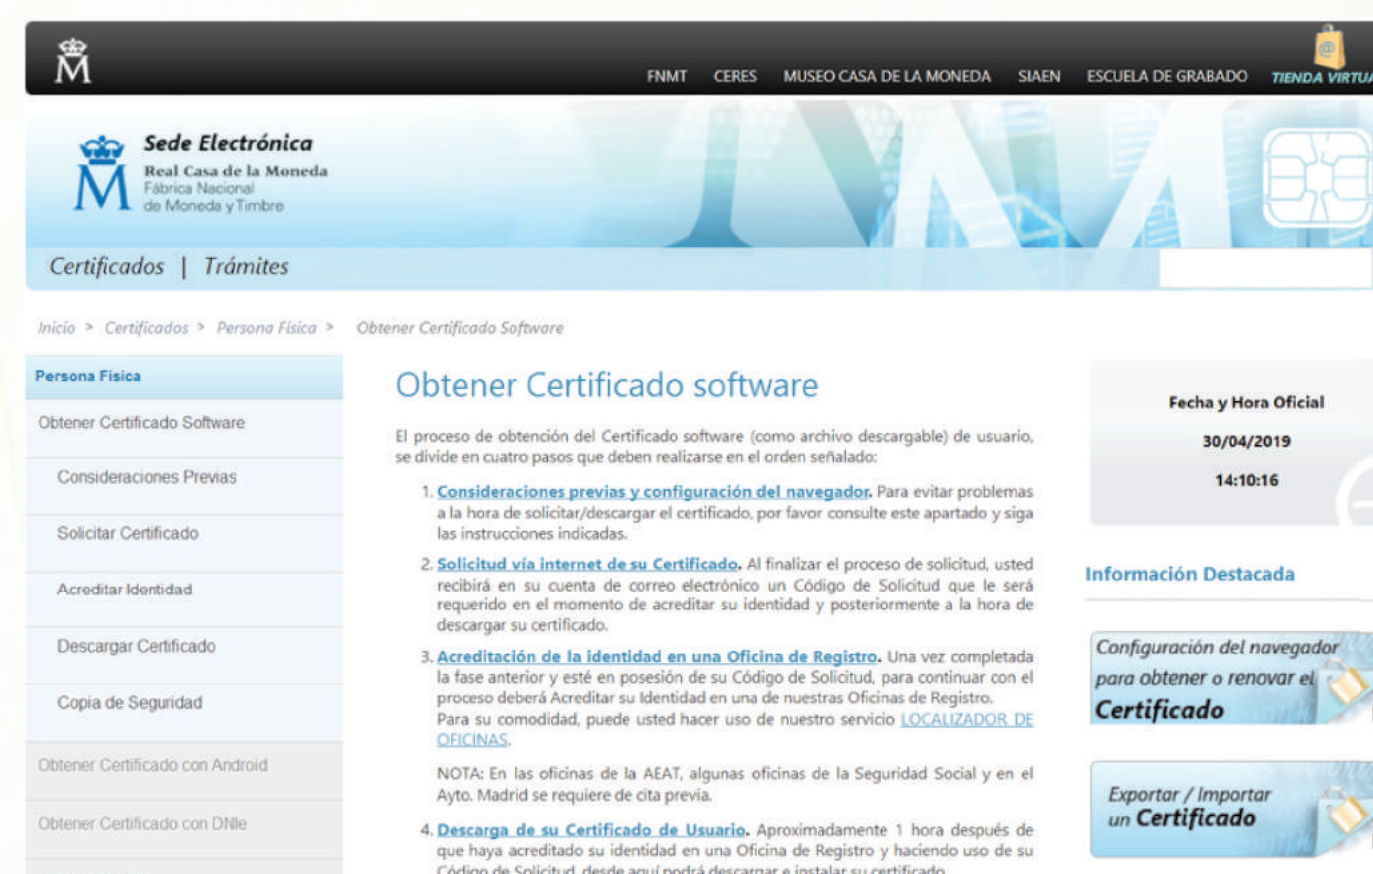 FNMT CERES MUSEO CASA DE LA MONEDA SIAEN ESCUELA DE GRABADO TIENDA VIRTUA
Sede Electrónica
Real Casa de la Moneda
Fábrica Nacional
de Moneda y Timbre
Certificados | Trámites
Inicio > Certificados > Persona Física > Obtener Certificado Software
Persona Física
Obtener Certificado Software
Consideraciones Previas
Solicitar Certificado
Acreditar Identidad
Descargar Certificado
Copia de Seguridad
Obtener Certificado con Android
Obtener Certificado con DNIe
Obtener Certificado software
El proceso de obtención del Certificado software (como archivo descargable) de usuario,
se divide en cuatro pasos que deben realizarse en el orden señalado:
1. Consideraciones previas y configuración del navegador. Para evitar problemas
a la hora de solicitar/descargar el certificado, por favor consulte este apartado y siga
las instrucciones indicadas.
2. Solicitud vía internet de su Certificado. Al finalizar el proceso de solicitud, usted
recibirá en su cuenta de correo electrónico un Código de Solicitud que le será
requerido en el momento de acreditar su identidad y posteriormente a la hora de
descargar su certificado.
3. Acreditación de la identidad en una Oficina de Registro. Una vez completada
la fase anterior y esté en posesión de su Código de Solicitud, para continuar con el
proceso deberá Acreditar su Identidad en una de nuestras Oficinas de Registro.
Para su comodidad, puede usted hacer uso de nuestro servicio LOCALIZADOR DE
OFICINAS.
NOTA: En las oficinas de la AEAT, algunas oficinas de la Seguridad Social y en el
Ayto. Madrid se requiere de cita previa.
4. Descarga de su Certificado de Usuario. Aproximadamente 1 hora después de
que haya acreditado su identidad en una Oficina de Registro y haciendo uso de su
Código de Solicitud, desde aquí podrá descargar e instalar su certificado
Fecha y Hora Oficial
30/04/2019
14:10:16
Información Destacada
Configuración del navegador
para obtener o renovar el
Certificado
Exportar / Importar
un Certificado